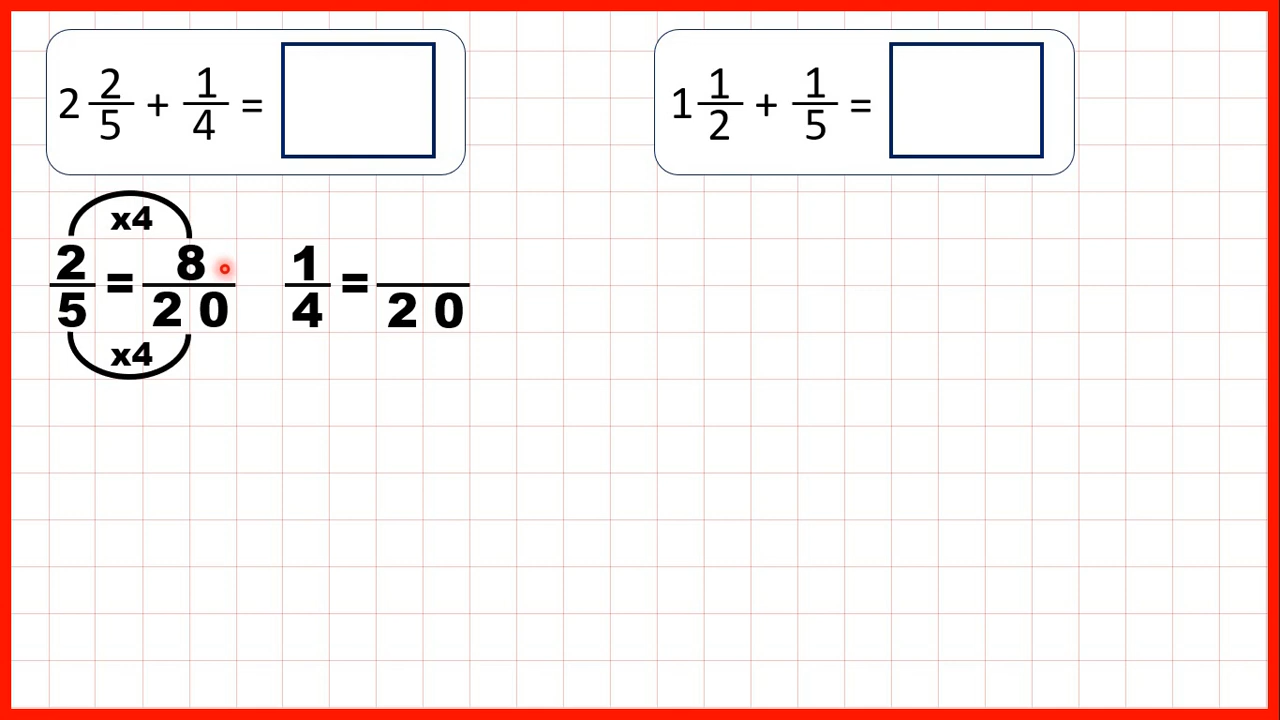 2 2/5 + 1/4 =
1 1/2 + 1/5 =
x4
2/5 = 8/20
1/4 = /20
x4